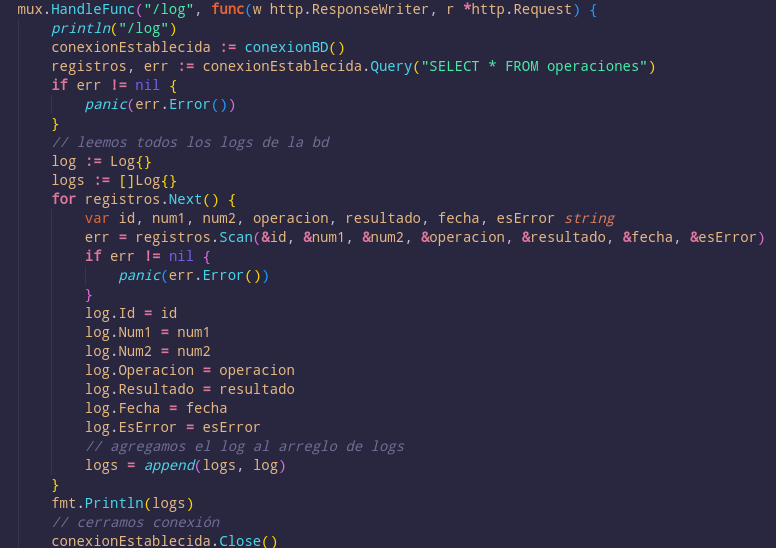 mux.HandleFunc("/log", func(w http.ResponseWriter, r *http.Request) {
println("/log")
conexionEstablecida := conexionBD()
registros, err := conexionEstablecida.Query("SELECT * FROM operaciones")
if err != nil {
panic(err.Error())
}
// leemos todos los logs de la bd
log := Log{}
logs := []Log{}
for registros.Next() {
var id, num1, num2, operacion, resultado, fecha, esError string
err = registros.Scan(&id, &num1, &num2, &operacion, &resultado, &fecha, &esError)
if err != nil {
panic(err.Error())
}
log.Id = id
log.Num1 = num1
log.Num2 = num2
log.Operacion = operacion
log.Resultado = resultado
log.Fecha = fecha
log.EsError = esError
// agregamos el log al arreglo de logs
logs = append(logs, log)
}
fmt.Println(logs)
// cerramos conexión
conexionEstablecida.Close()